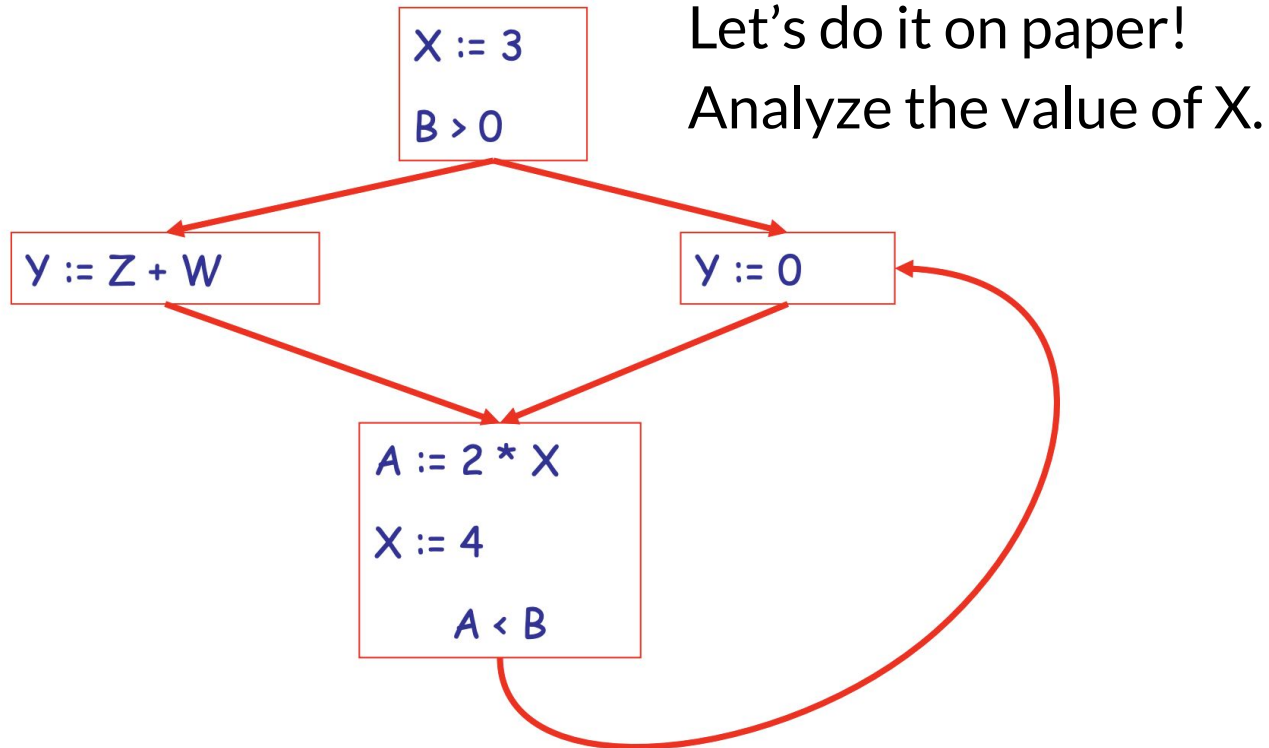 Let’s do it on paper!
Analyze the value of X.
X := 3
B > 0
Y := Z + W
Y := 0
A := 2 * X
X := 4
A < B